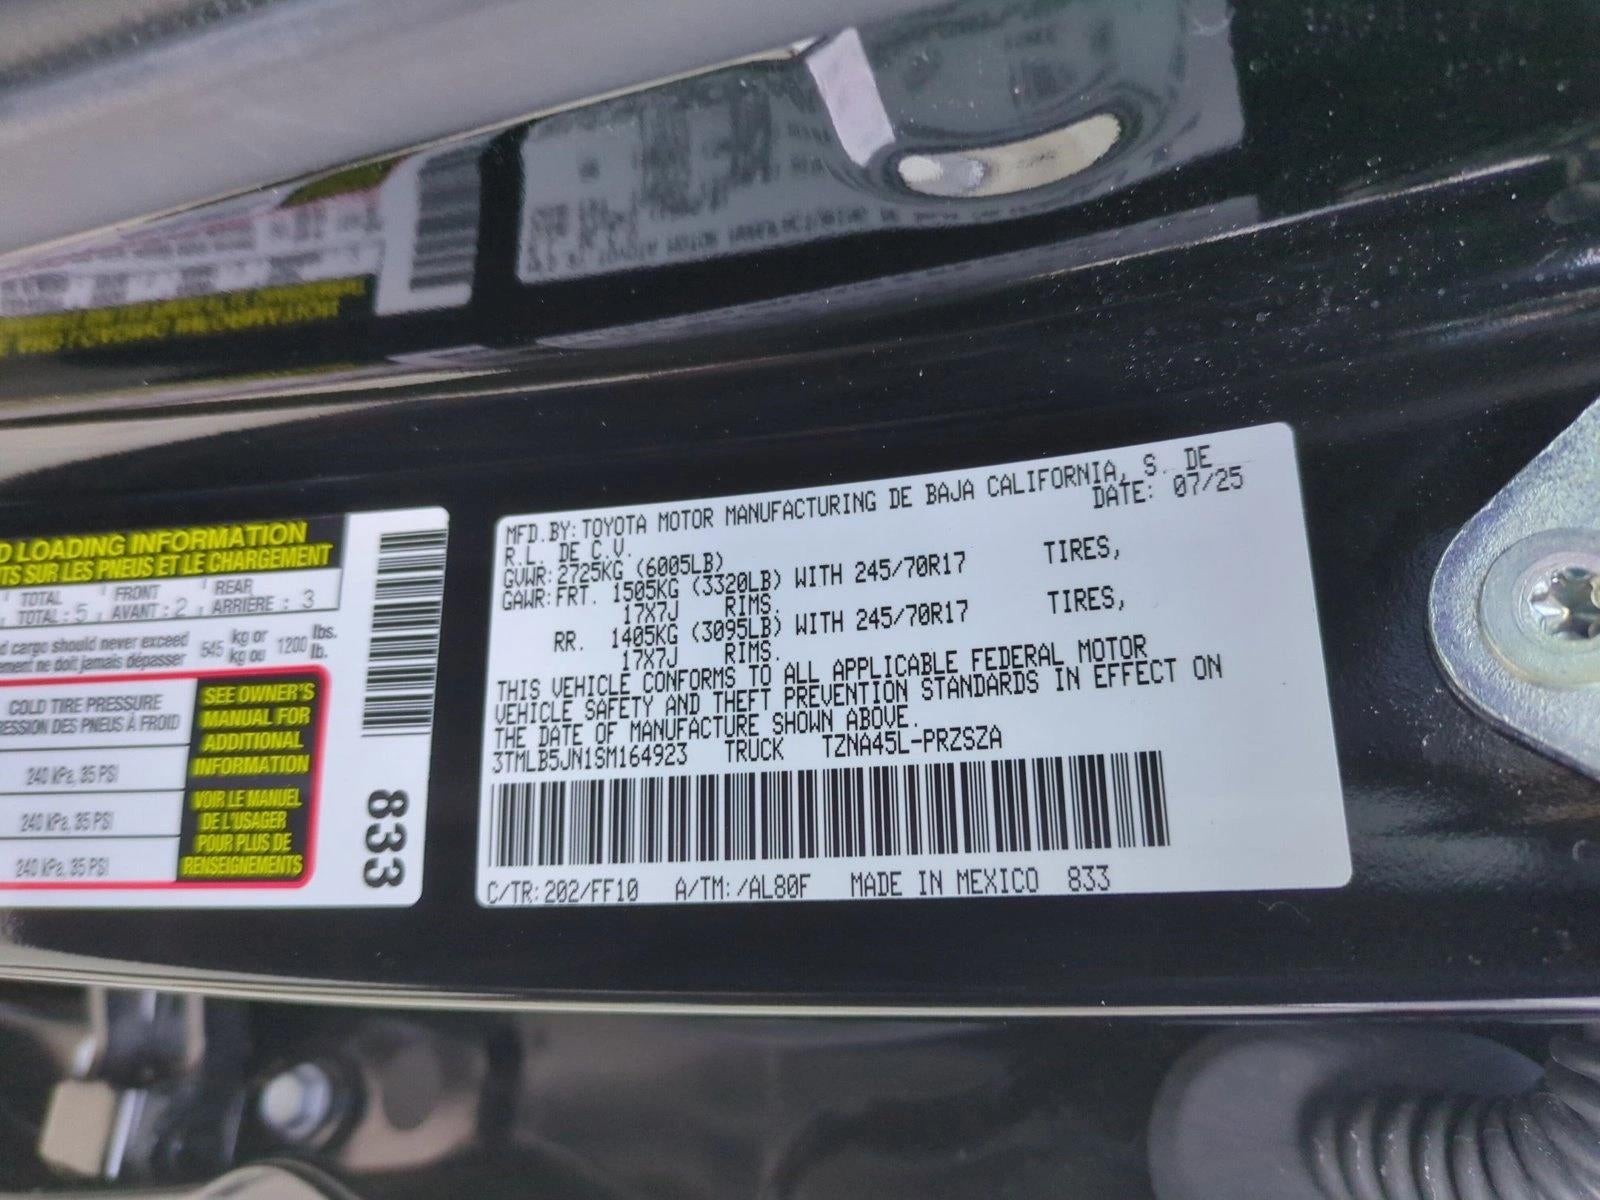 D LOADING INFORMATION
TS SUR LES PNEUS ET LE CHARGEMENT
TOTAL FRONT REAR
TOTAL : 5 AVANT : 2 ARRIÈRE : 3
d cargo should never exceed 545 kg or 1200 lbs.
ement ne doit jamais dépasser kg ou lb.
COLD TIRE PRESSURE
ESSION DES PNEUS À FROID
240 kPa, 35 PSI
240 kPa, 35 PSI
240 kPa, 35 PSI
SEE OWNER'S
MANUAL FOR
ADDITIONAL
INFORMATION
VOIR LE MANUEL
DE L'USAGER
POUR PLUS DE
RENSEIGNEMENTS
833
MFD.BY: TOYOTA MOTOR MANUFACTURING DE BAJA CALIFORNIA, S. DE
R.L. DE C.V. DATE: 07/25
GVWR: 2725KG (6005LB)
GAWR: FRT. 1505KG (3320LB) WITH 245/70R17 TIRES,
17X7J RIMS.
RR. 1405KG (3095LB) WITH 245/70R17 TIRES,
17X7J RIMS.
THIS VEHICLE CONFORMS TO ALL APPLICABLE FEDERAL MOTOR
VEHICLE SAFETY AND THEFT PREVENTION STANDARDS IN EFFECT ON
THE DATE OF MANUFACTURE SHOWN ABOVE.
3TMLB5JN1SM164923 TRUCK TZNA45L-PRZSZA
C/TR: 202/FF10 A/TM: /AL80F MADE IN MEXICO 833